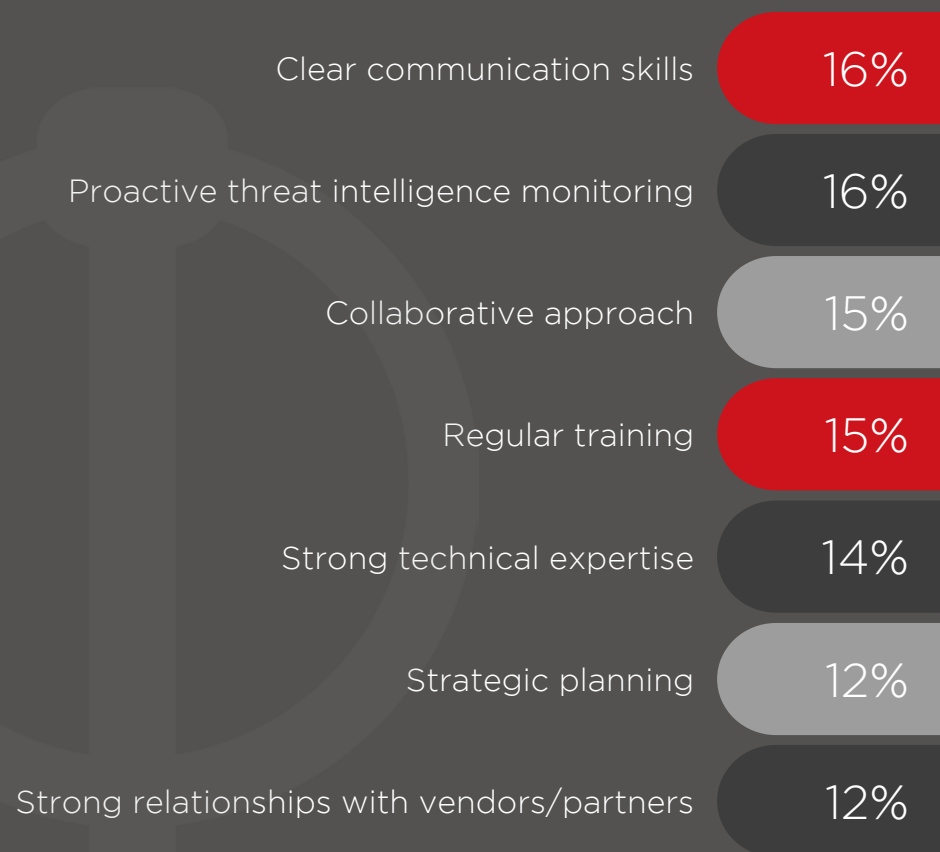 Clear communication skills 16%
Proactive threat intelligence monitoring 16%
Collaborative approach 15%
Regular training 15%
Strong technical expertise 14%
Strategic planning 12%
Strong relationships with vendors/partners 12%